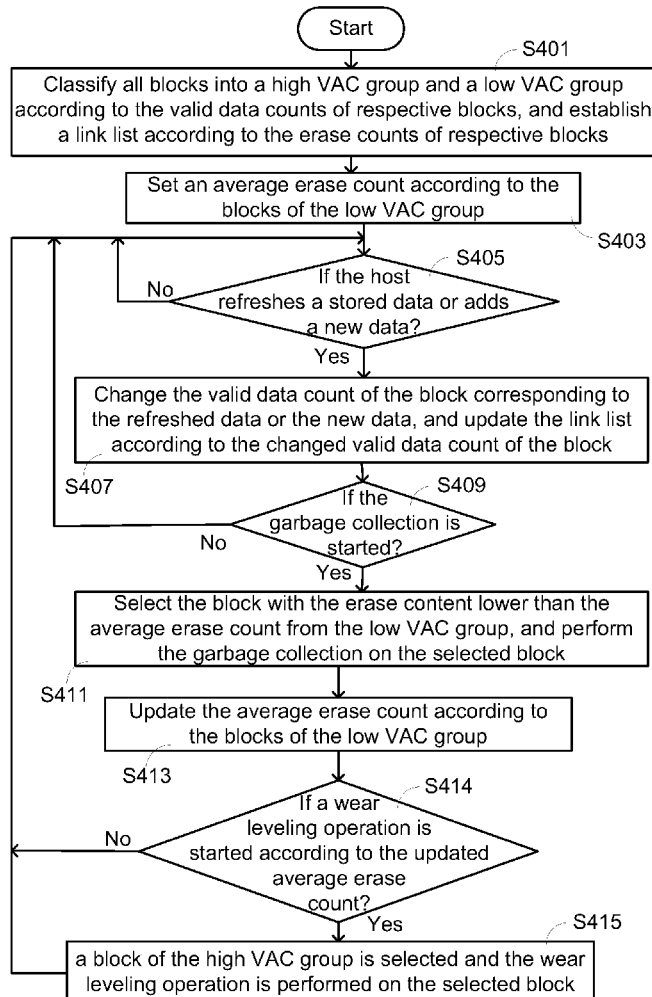 Start
S401
Classify all blocks into a high VAC group and a low VAC group
according to the valid data counts of respective blocks, and establish
a link list according to the erase counts of respective blocks
Set an average erase count according to the
blocks of the low VAC group
S403
S405
If the host
refreshes a stored data or adds
a new data?
No
Yes
Change the valid data count of the block corresponding to
the refreshed data or the new data, and update the link list
according to the changed valid data count of the block
S407
S409
If the
garbage collection is
started?
No
Yes
Select the block with the erase content lower than the
average erase count from the low VAC group, and perform
the garbage collection on the selected block
S411
Update the average erase count according to
the blocks of the low VAC group
S413
S414
If a wear
leveling operation is
started according to the updated
average erase
count?
No
Yes
S415
a block of the high VAC group is selected and the wear
leveling operation is performed on the selected block